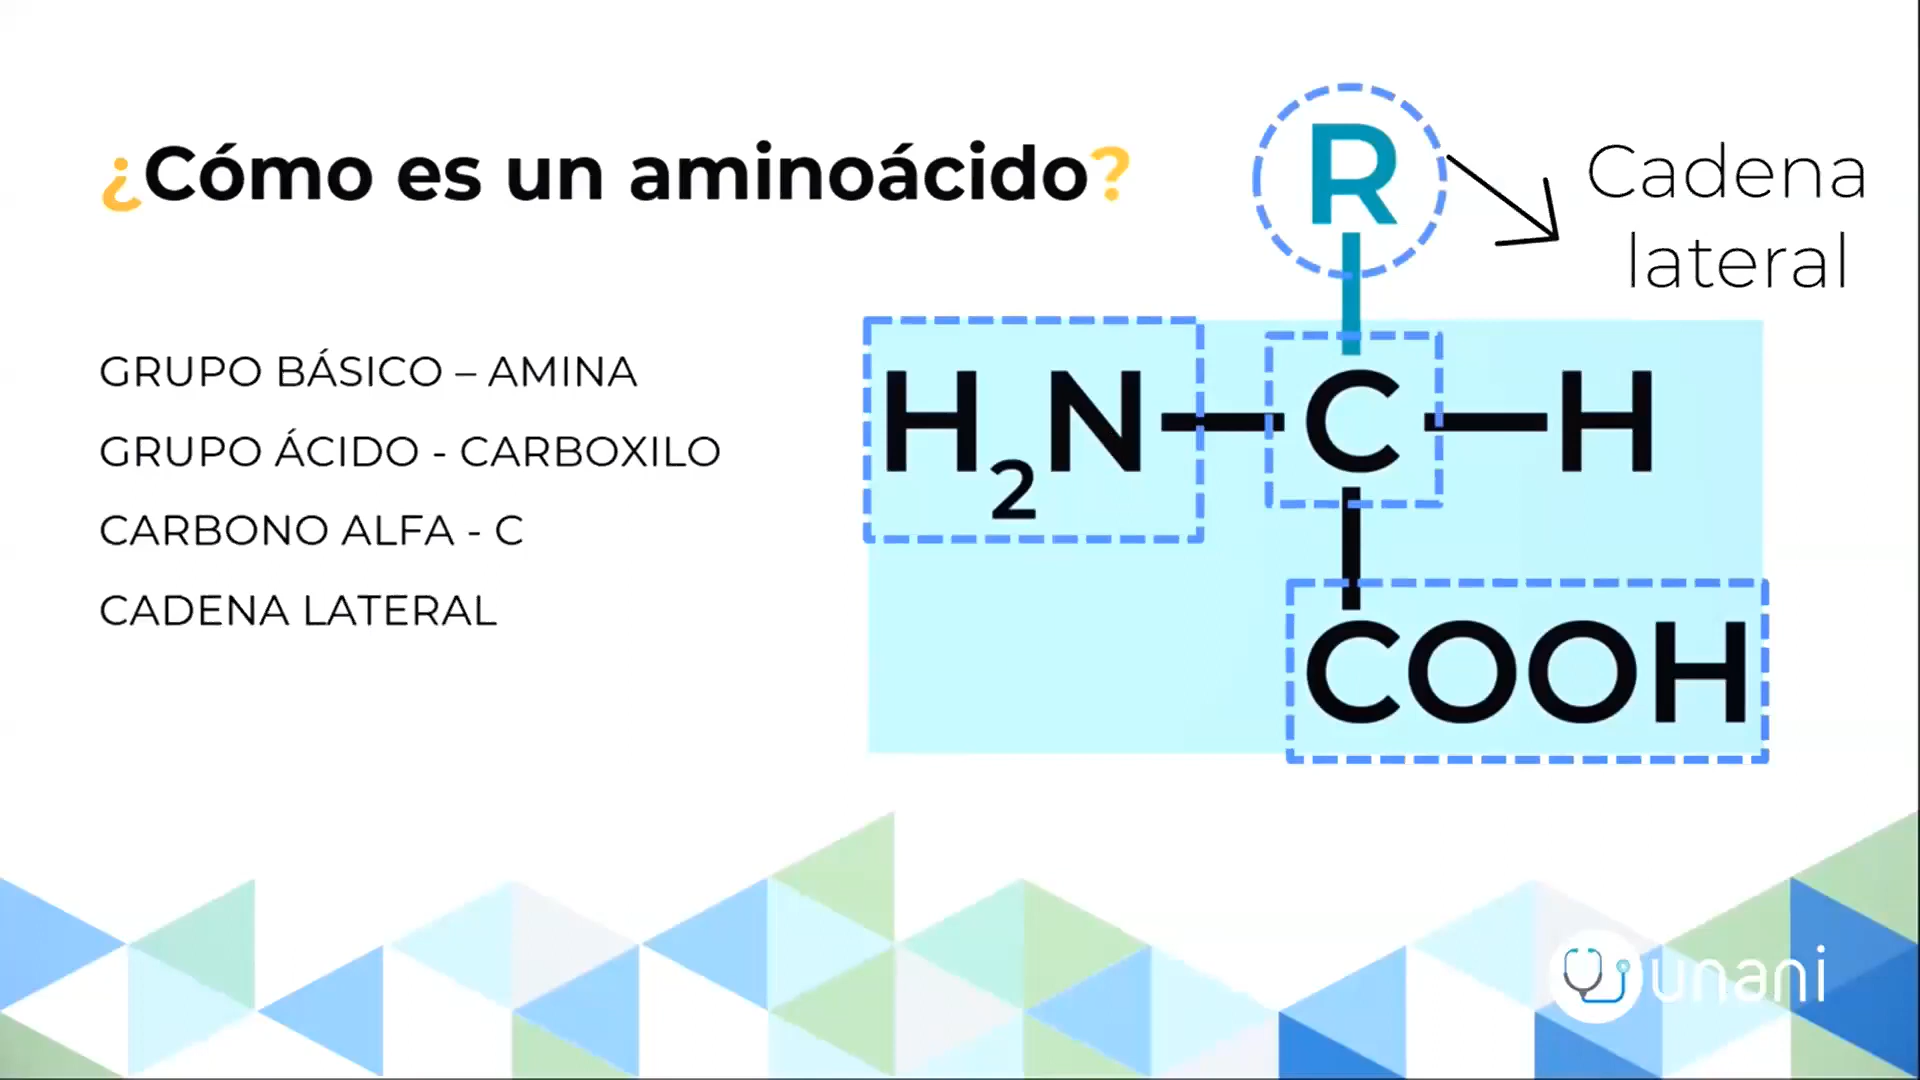 ¿Cómo es un aminoácido?
GRUPO BÁSICO – AMINA
GRUPO ÁCIDO - CARBOXILO
CARBONO ALFA - C
CADENA LATERAL
R
Cadena
lateral
H₂N C H
COOH
unani